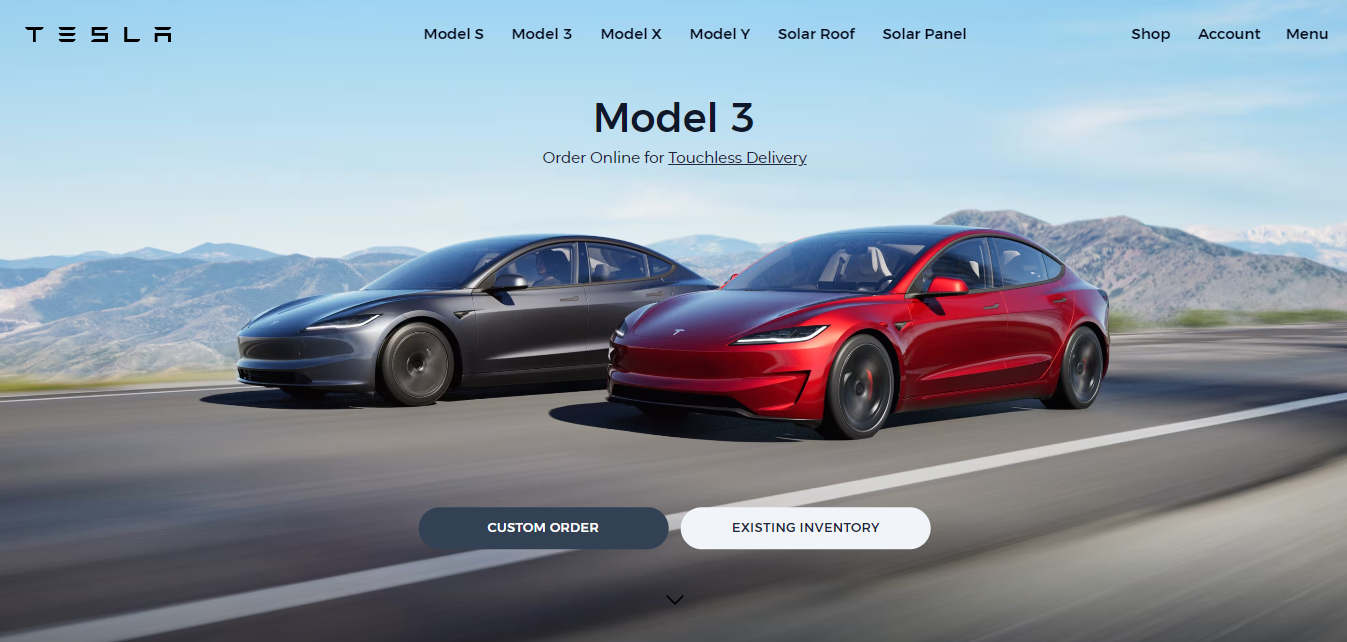 TESLA Model S Model 3 Model X Model Y Solar Roof Solar Panel Shop Account Menu
Model 3
Order Online for Touchless Delivery
CUSTOM ORDER EXISTING INVENTORY